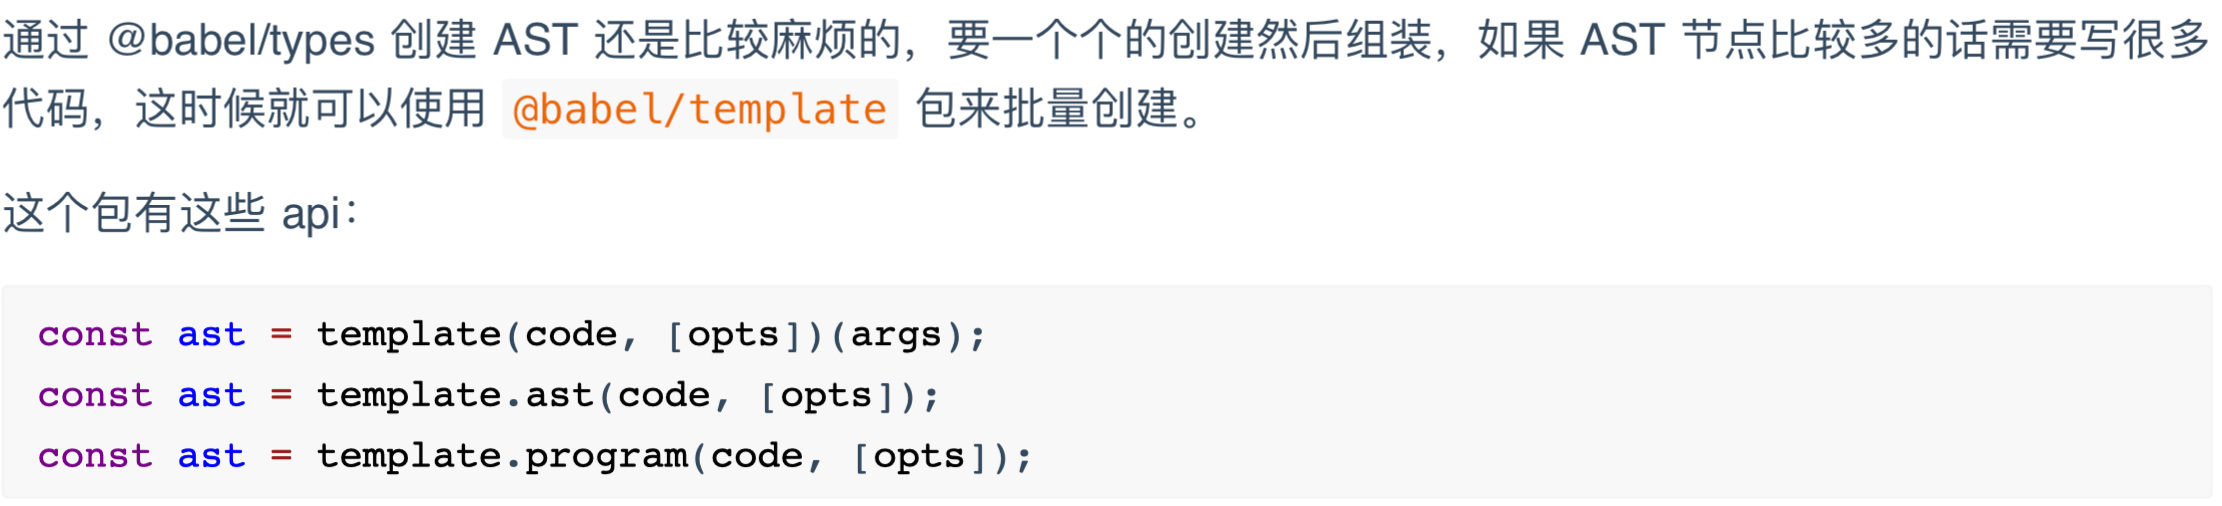 通过 @babel/types 创建 AST 还是比较麻烦的，要一个个的创建然后组装，如果 AST 节点比较多的话需要写很多
代码，这时候就可以使用 @babel/template 包来批量创建。
这个包有这些 api：
const ast = template(code, [opts])(args);
const ast = template.ast(code, [opts]);
const ast = template.program(code, [opts]);